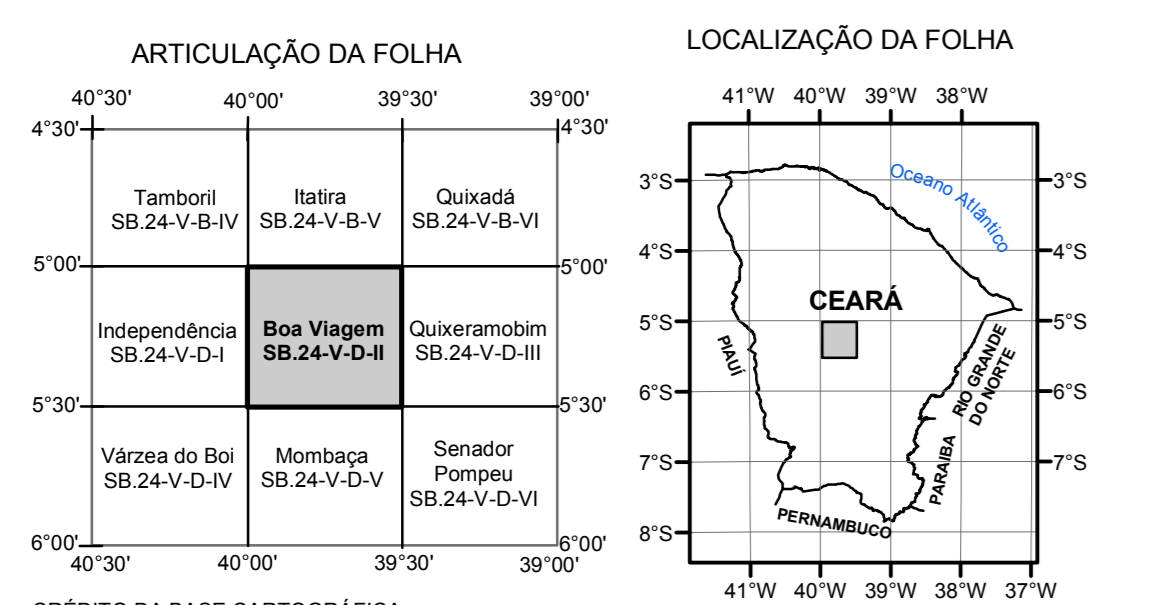 ARTICULAÇÃO DA FOLHA
40°30'
40°00'
39°30'
39°00'
4°30'
4°30'
Tamboril
SB.24-V-B-IV
Itatira
SB.24-V-B-V
Quixadá
SB.24-V-B-VI
5°00'
5°00'
Independência
SB.24-V-D-I
Boa Viagem
SB.24-V-D-II
Quixeramobim
SB.24-V-D-III
5°30'
5°30'
Várzea do Boi
SB.24-V-D-IV
Mombaça
SB.24-V-D-V
Senador
Pompeu
SB.24-V-D-VI
6°00'
6°00'
40°30'
40°00'
39°30'
39°00'
CRÉDITO DA BASE CARTOGRÁFICA
LOCALIZAÇÃO DA FOLHA
41°W 40°W 39°W 38°W
3°S
3°S
Oceano Atlântico
4°S
4°S
CEARÁ
5°S
5°S
PIAUÍ
RIO GRANDE
DO NORTE
6°S
6°S
7°S
7°S
PARAIBA
PERNAMBUCO
8°S
41°W 40°W 39°W 38°W 37°W